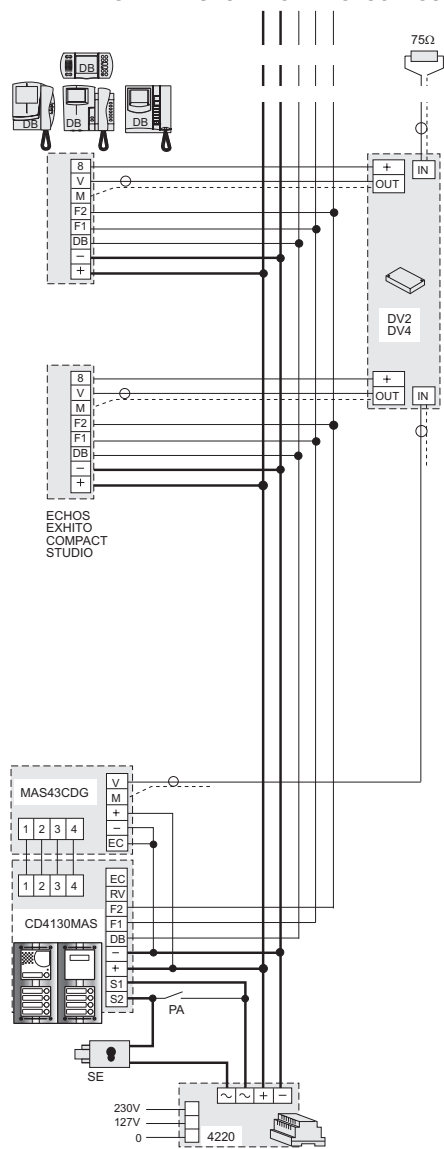 75Ω
DB
DB
DB
DB
8
V
M
F2
F1
DB
–
+
+
OUT
IN
DV2
DV4
8
V
M
F2
F1
DB
–
+
+
OUT
IN
ECHOS
EXHITO
COMPACT
STUDIO
MAS43CDG
V
M
+
–
EC
1 2 3 4
1 2 3 4
CD4130MAS
EC
RV
F2
F1
DB
–
+
S1
S2
PA
SE
~ ~ + –
230V
127V
0
4220